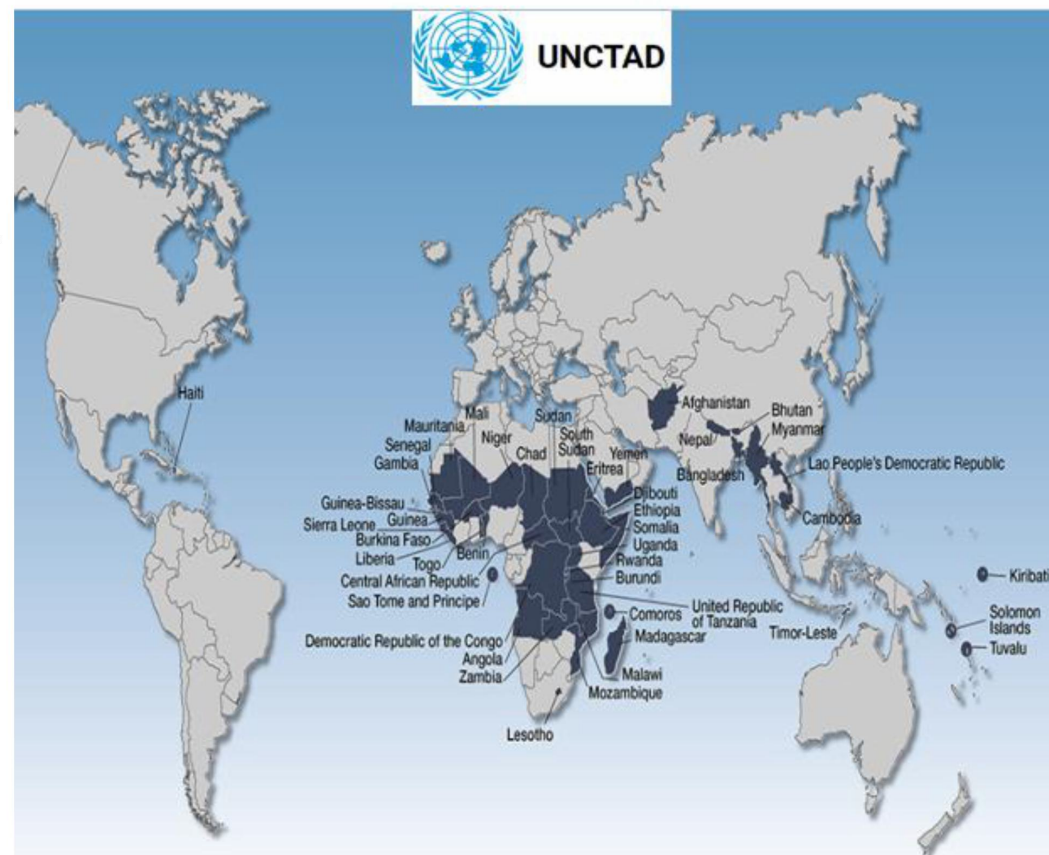 UNCTAD
Haiti
Mali
Mauritania
Senegal
Gambia
Niger
Chad
Sudan
South
Sudan
Eritrea
Yemen
Afghanistan
Bhutan
Nepal
Myanmar
Bangladesh
Lao People's Democratic Republic
Cambodia
Djibouti
Ethiopia
Somalia
Uganda
Rwanda
Burundi
Guinea-Bissau
Guinea
Sierra Leone
Burkina Faso
Liberia
Togo
Benin
Central African Republic
Sao Tome and Principe
Democratic Republic of the Congo
Angola
Zambia
Lesotho
United Republic
of Tanzania
Comoros
Madagascar
Malawi
Mozambique
Timor-Leste
Kiribati
Solomon
Islands
Tuvalu